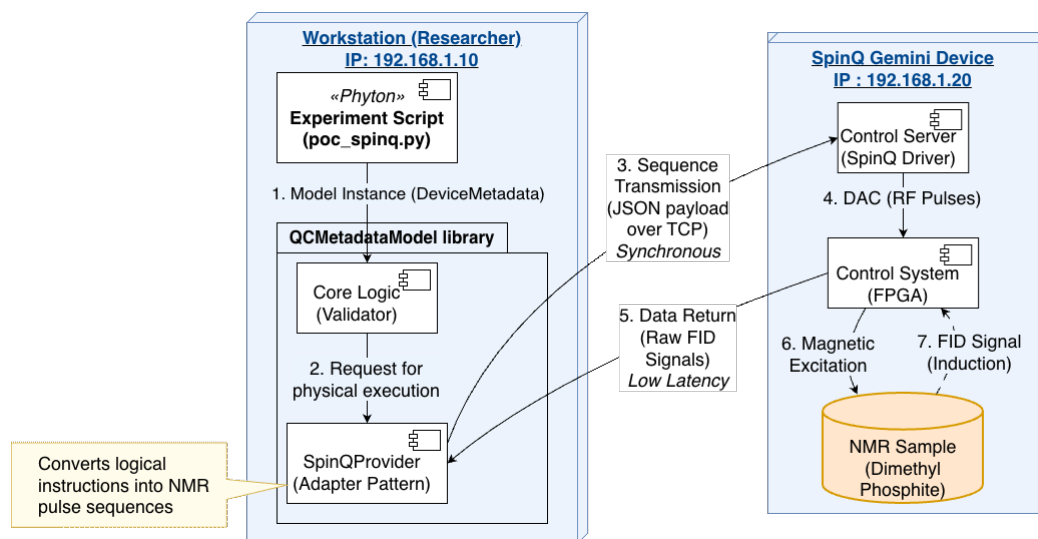 Workstation (Researcher)
IP: 192.168.1.10
«Phyton»
Experiment Script
(poc_spinq.py)
1. Model Instance (DeviceMetadata)
QCMetadataModel library
Core Logic
(Validator)
2. Request for
physical execution
SpinQProvider
(Adapter Pattern)
Converts logical
instructions into NMR
pulse sequences
3. Sequence
Transmission
(JSON payload
over TCP)
Synchronous
5. Data Return
(Raw FID
Signals)
Low Latency
SpinQ Gemini Device
IP : 192.168.1.20
Control Server
(SpinQ Driver)
4. DAC (RF Pulses)
Control System
(FPGA)
6. Magnetic
Excitation
7. FID Signal
(Induction)
NMR Sample
(Dimethyl
Phosphite)